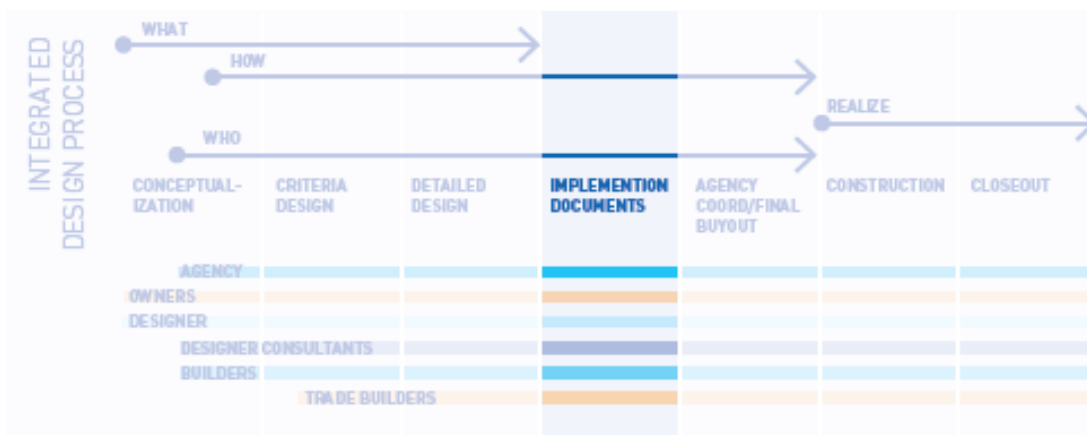 INTEGRATED
DESIGN PROCESS
WHAT
HOW
REALIZE
WHO
CONCEPTUAL-
IZATION
CRITERIA
DESIGN
DETAILED
DESIGN
IMPLEMENTION
DOCUMENTS
AGENCY
COORD/FINAL
BUYOUT
CONSTRUCTION
CLOSEOUT
AGENCY
OWNERS
DESIGNER
DESIGNER CONSULTANTS
BUILDERS
TRADE BUILDERS